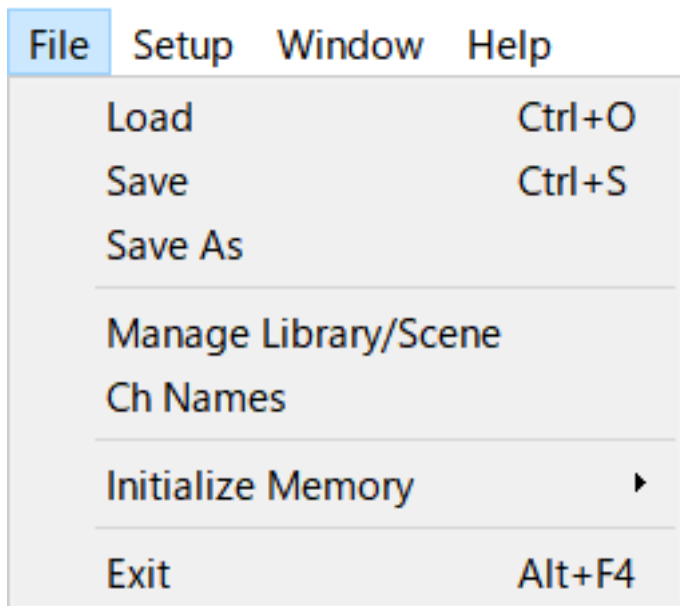 File Setup Window Help
Load Ctrl+O
Save Ctrl+S
Save As
Manage Library/Scene
Ch Names
Initialize Memory
Exit Alt+F4